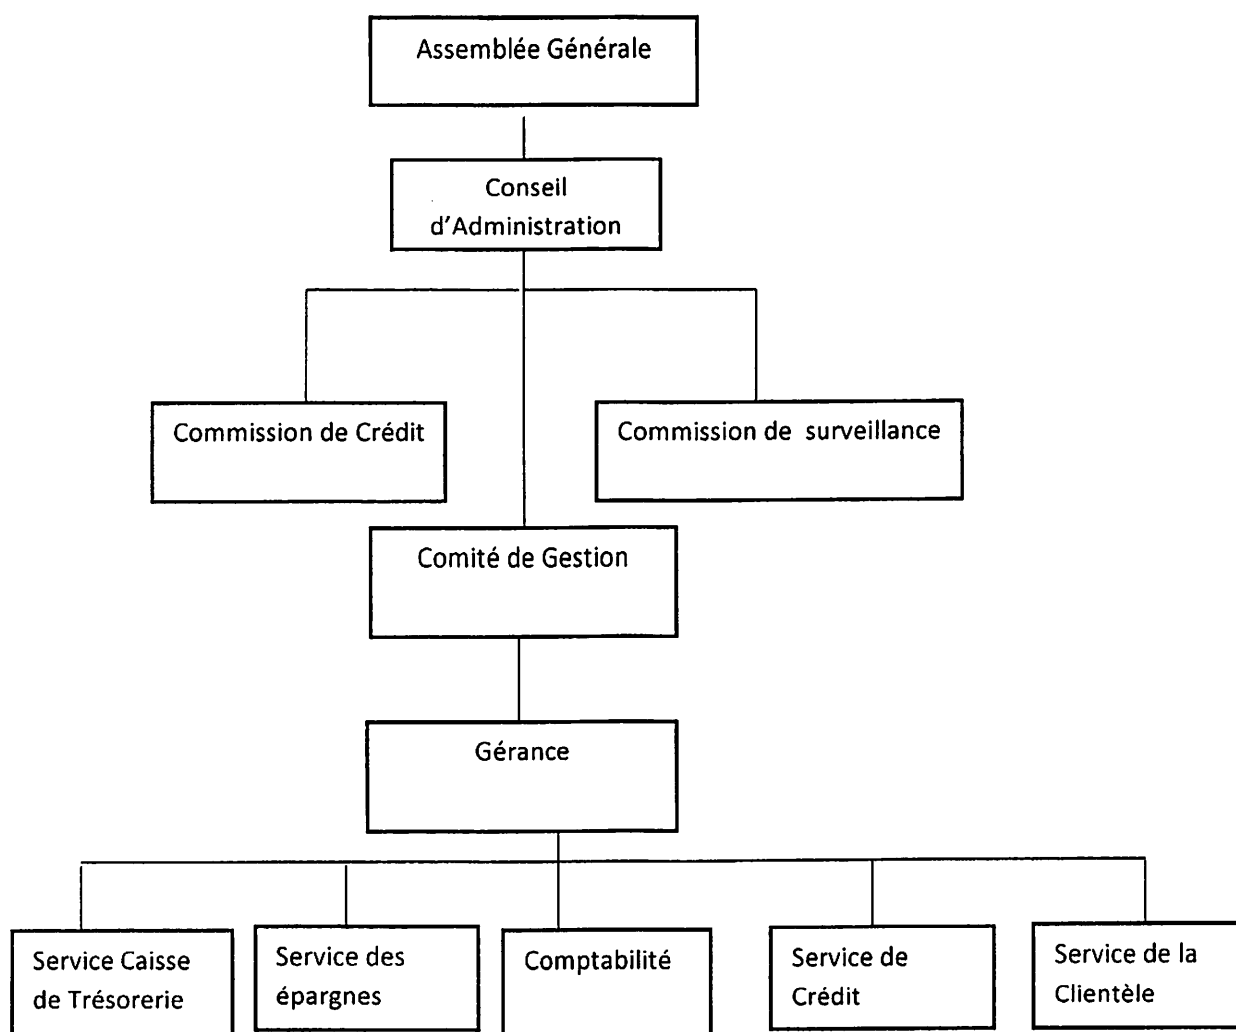 Assemblée Générale
Conseil
d'Administration
Commission de Crédit
Commission de surveillance
Comité de Gestion
Gérance
Service Caisse
de Trésorerie
Service des
épargnes
Comptabilité
Service de
Crédit
Service de la
Clientèle